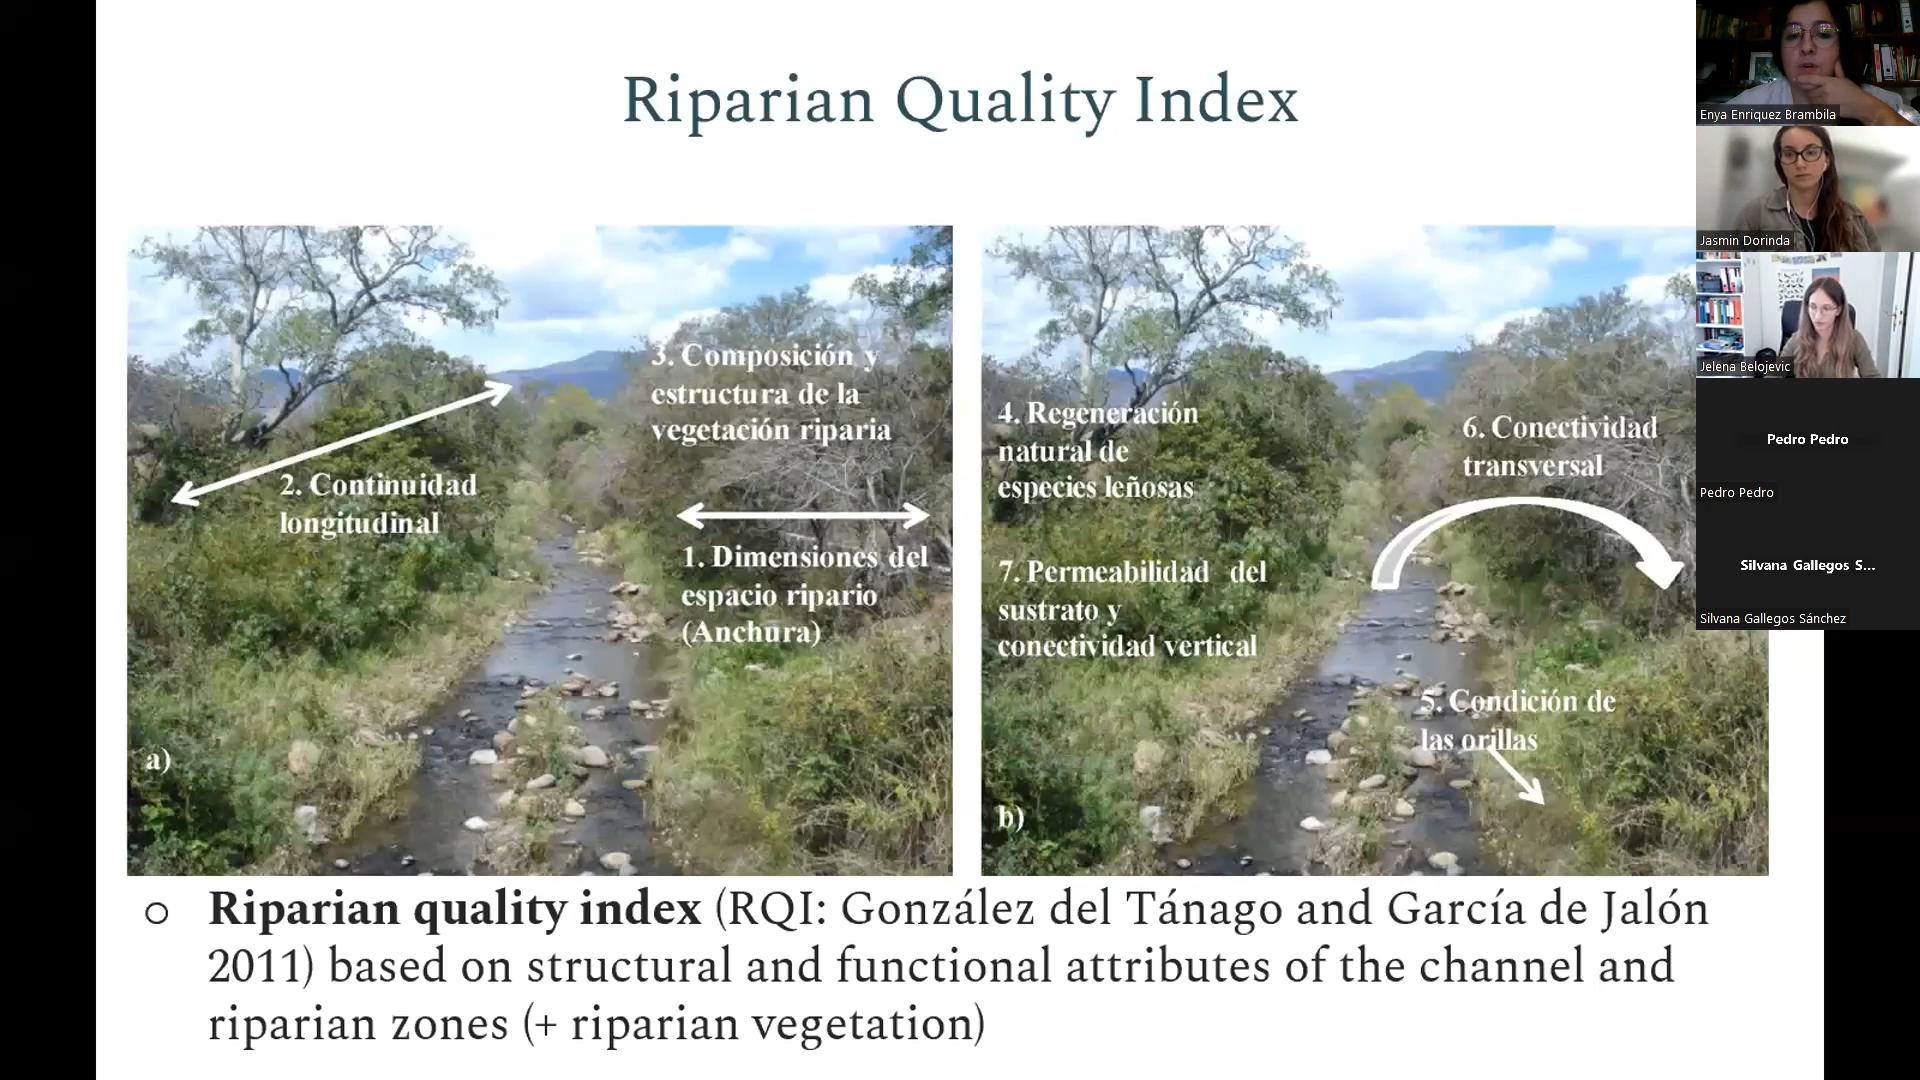 Riparian Quality Index
3. Composición y
estructura de la
vegetación riparia
2. Continuidad
longitudinal
1. Dimensiones del
espacio ripario
(Anchura)
a)
4. Regeneración
natural de
especies leñosas
6. Conectividad
transversal
7. Permeabilidad del
sustrato y
conectividad vertical
5. Condición de
las orillas
b)
○ Riparian quality index (RQI: González del Tánago and García de Jalón
2011) based on structural and functional attributes of the channel and
riparian zones (+ riparian vegetation)
Enya Enriquez Brambila
Jasmin Dorinda
Jelena Belojevic
Pedro Pedro
Pedro Pedro
Silvana Gallegos S...
Silvana Gallegos Sánchez